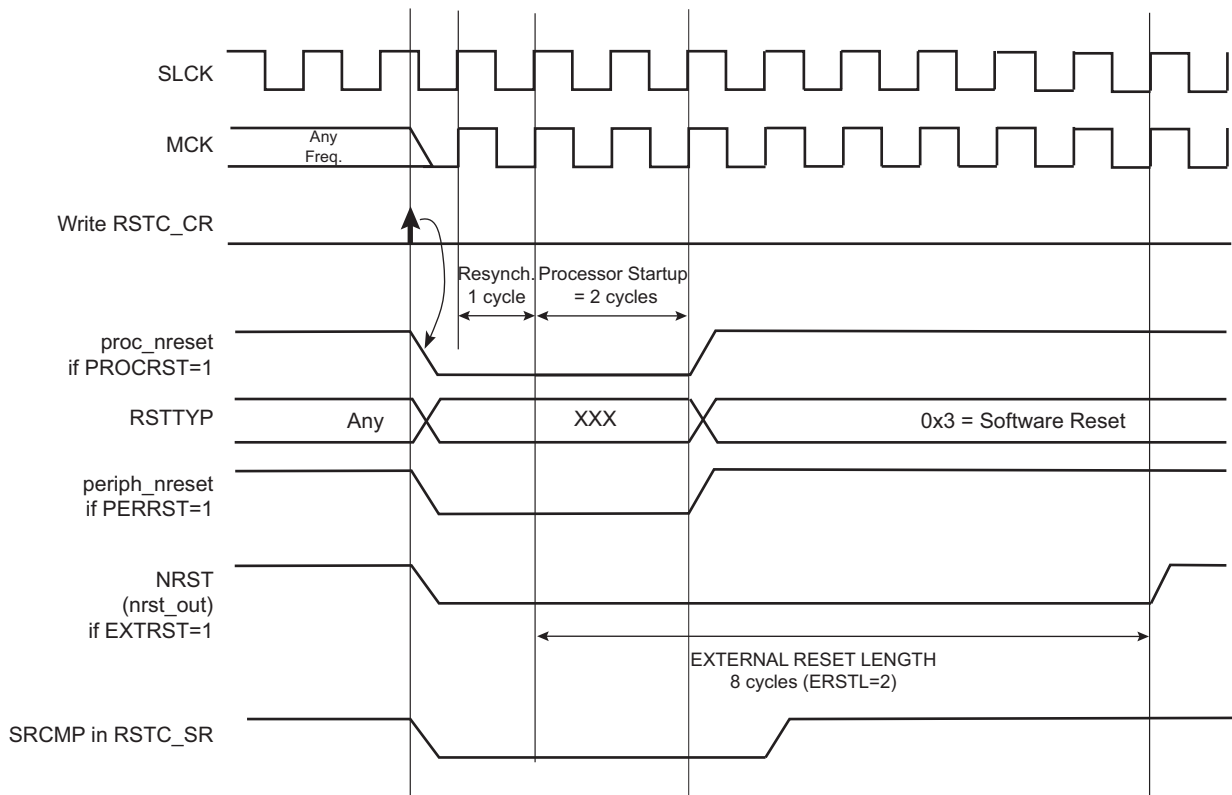 SLCK
MCK
Any
Freq.
Write RSTC_CR
Resynch.
1 cycle
Processor Startup
= 2 cycles
proc_nreset
if PROCRST=1
RSTTYP
Any
XXX
0x3 = Software Reset
periph_nreset
if PERRST=1
NRST
(nrst_out)
if EXTRST=1
EXTERNAL RESET LENGTH
8 cycles (ERSTL=2)
SRCMP in RSTC_SR